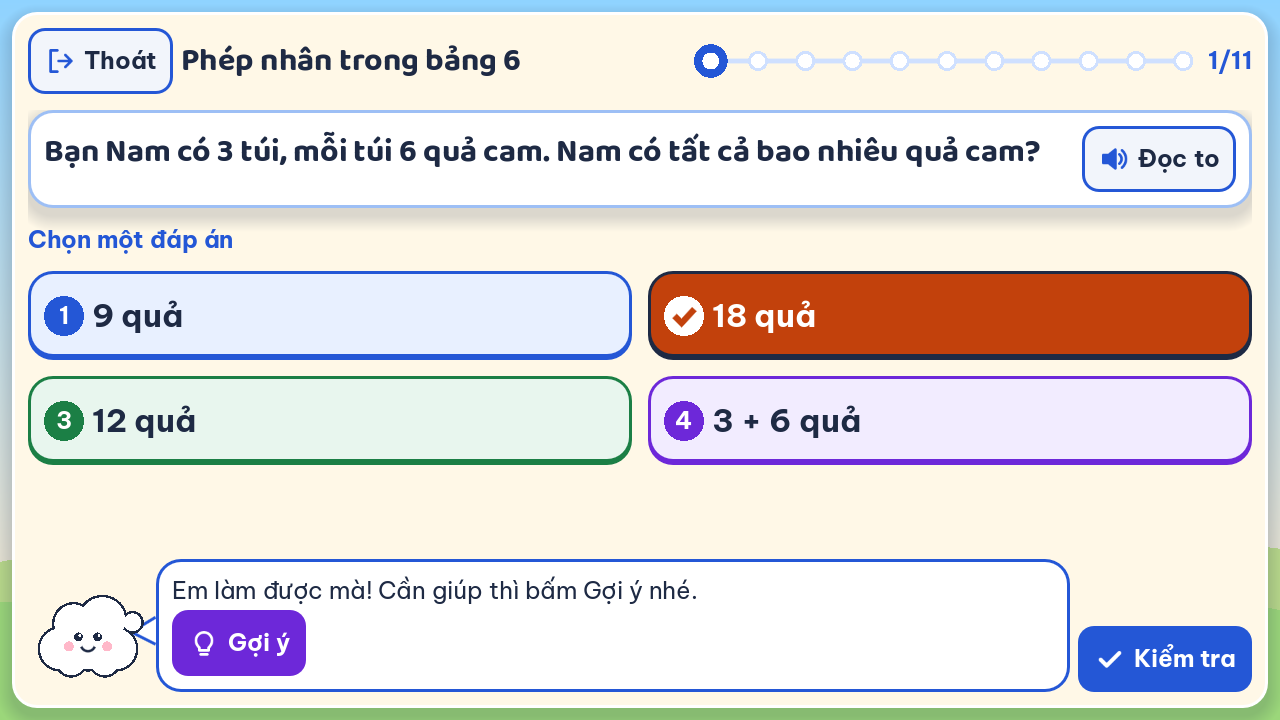 Thoát
Phép nhân trong bảng 6
1/11
Bạn Nam có 3 túi, mỗi túi 6 quả cam. Nam có tất cả bao nhiêu quả cam?
Đọc to
Chọn một đáp án
1 9 quả
18 quả
3 12 quả
4 3 + 6 quả
Em làm được mà! Cần giúp thì bấm Gợi ý nhé.
Gợi ý
Kiểm tra